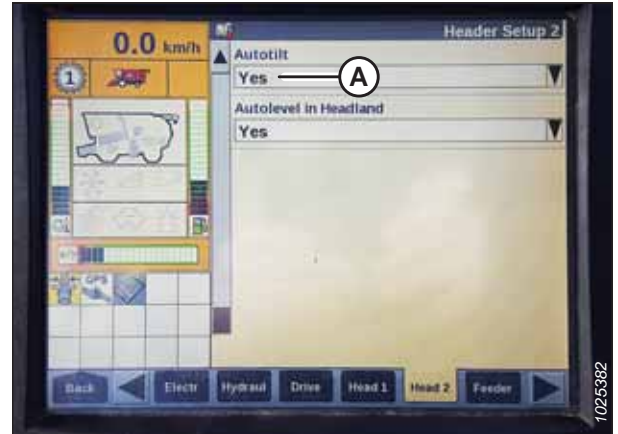 0.0 km/h
Header Setup 2
Autotilt
Yes
A
1
Autolevel in Headland
Yes
GPS
Back
Electr
Hydraul
Drive
Head 1
Head 2
Feeder
1025382